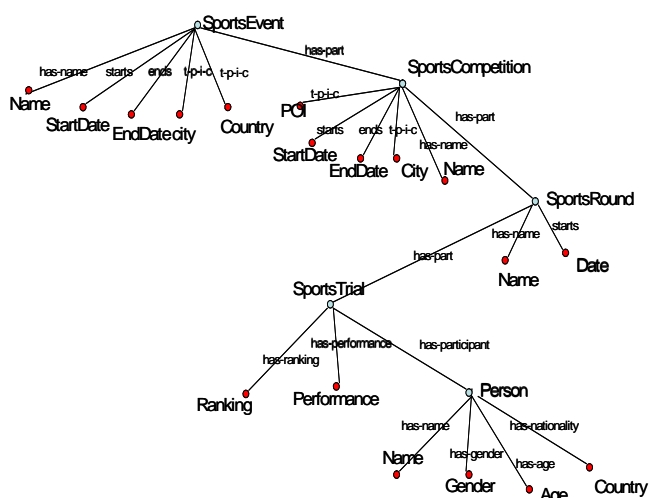 SportsEvent
has-part
SportsCompetition
has-name
starts
ends
t-p-i-c
t-p-i-c
Name
StartDate
EndDate
city
Country
t-p-i-c
POI
starts
ends
t-p-i-c
has-name
has-part
StartDate
EndDate
City
Name
SportsRound
has-part
has-name
starts
Name
Date
SportsTrial
has-ranking
has-performance
has-participant
Ranking
Performance
Person
has-name
has-gender
has-age
has-nationality
Name
Gender
Age
Country